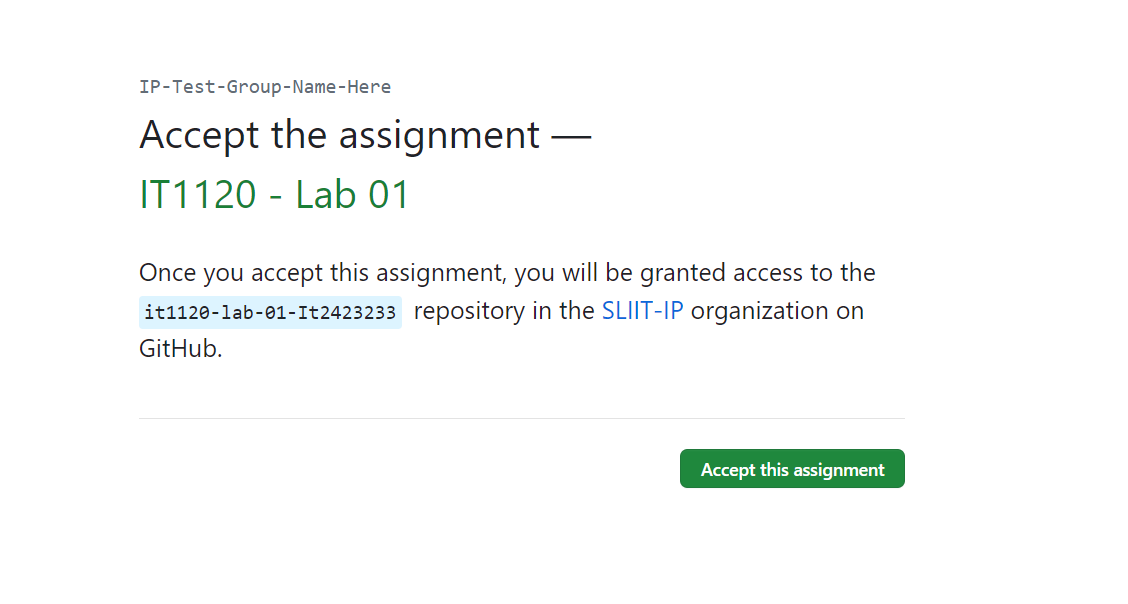 IP-Test-Group-Name-Here
Accept the assignment —
IT1120 - Lab 01
Once you accept this assignment, you will be granted access to the
it1120-lab-01-It2423233 repository in the SLIIT-IP organization on
GitHub.
Accept this assignment